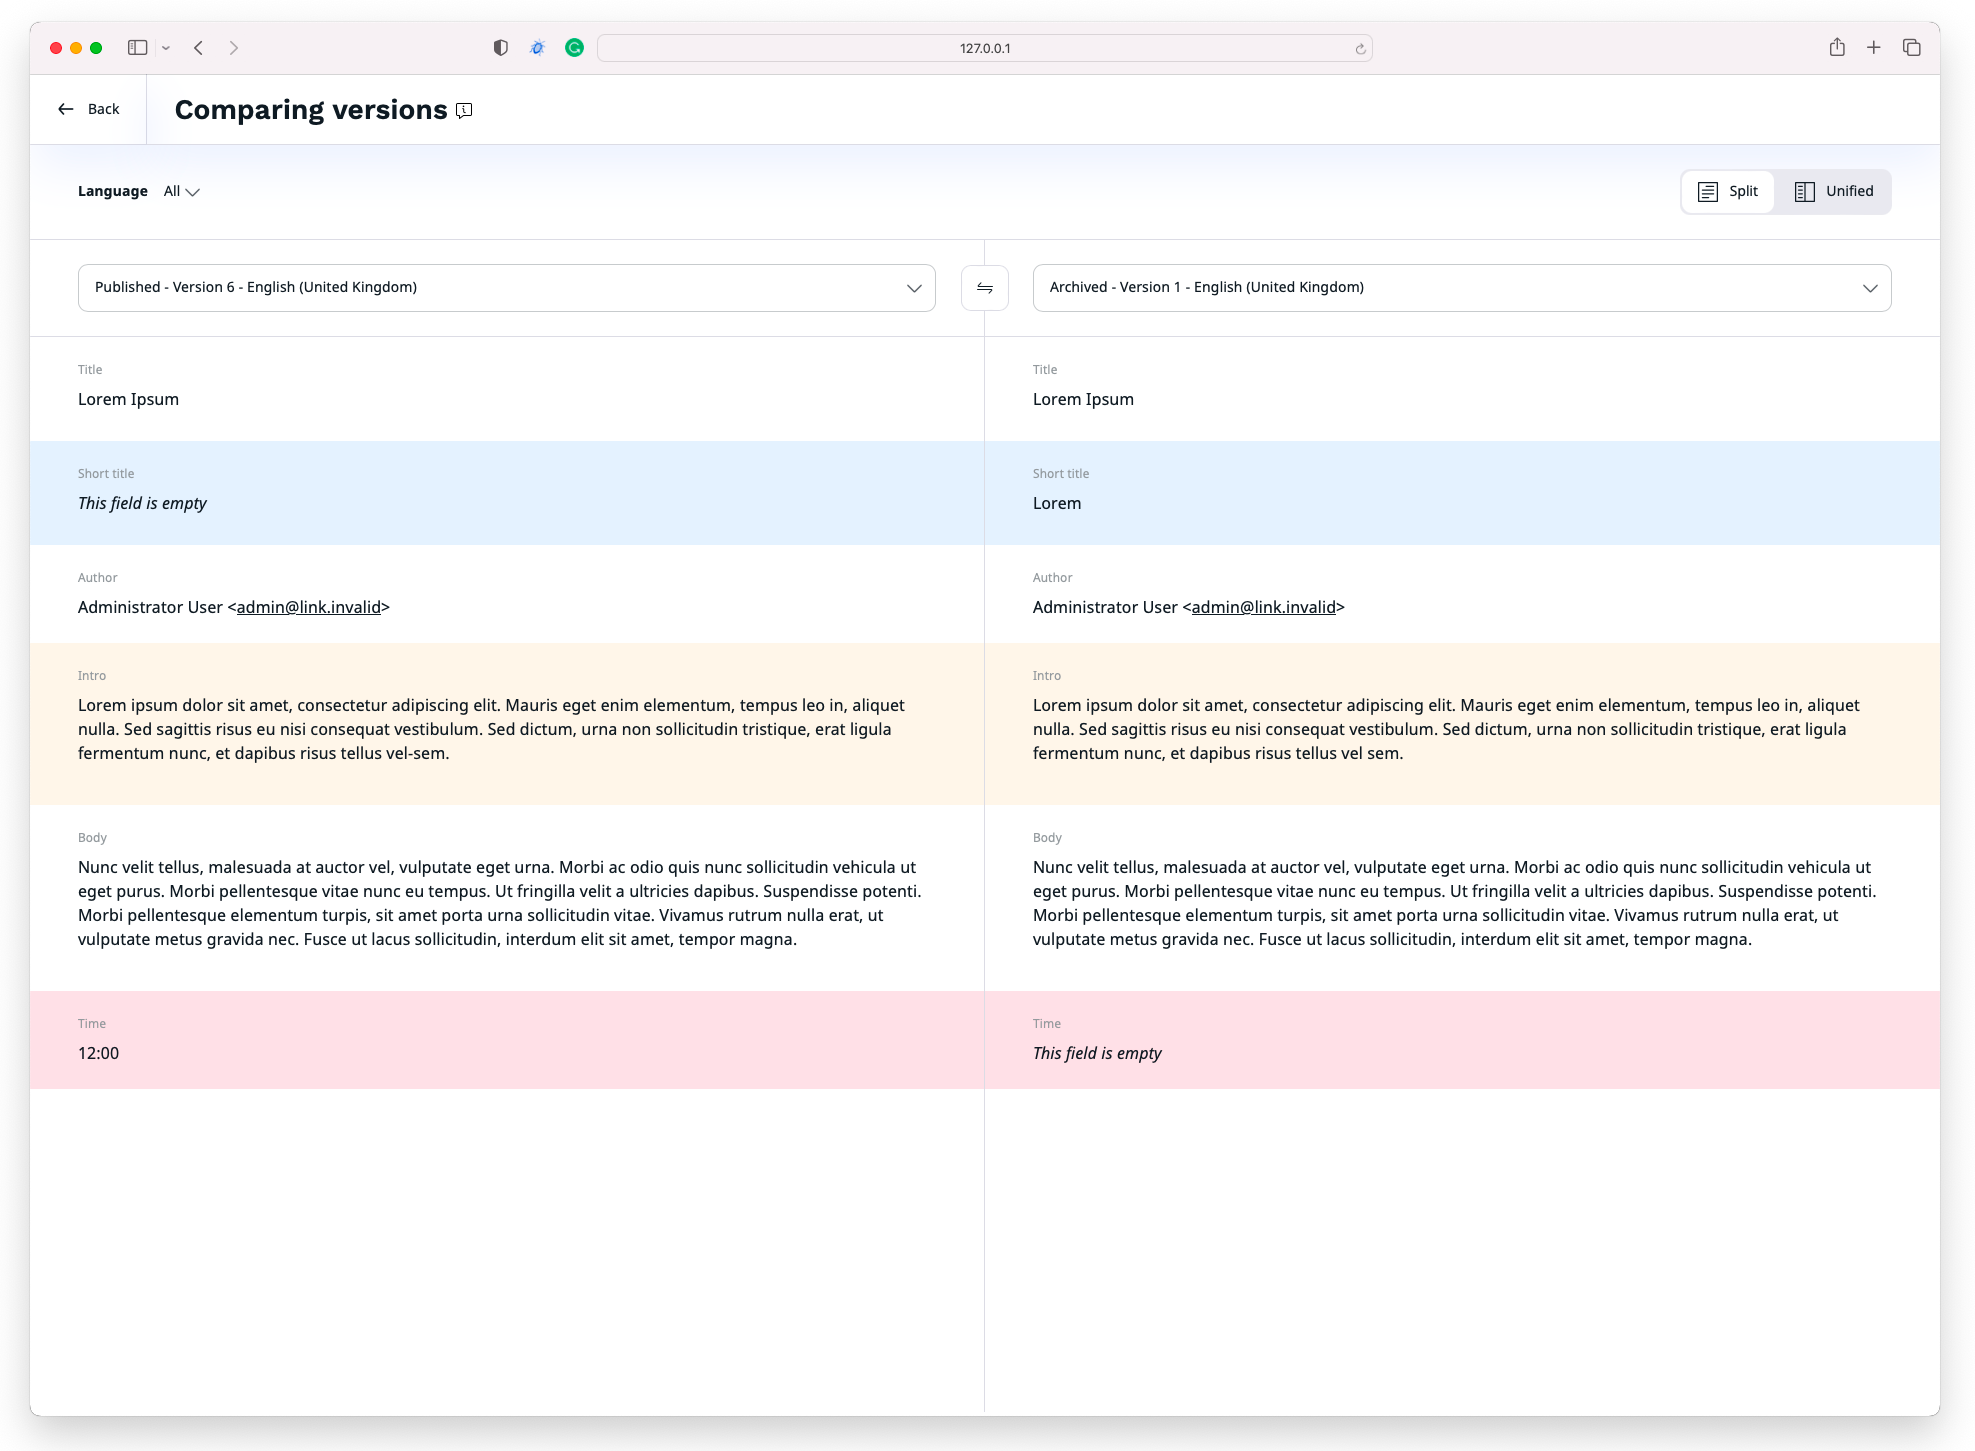 127.0.0.1
Back
Comparing versions
Language All
Split Unified
Published - Version 6 - English (United Kingdom)
Archived - Version 1 - English (United Kingdom)
Title
Lorem Ipsum
Title
Lorem Ipsum
Short title
This field is empty
Short title
Lorem
Author
Administrator User <admin@link.invalid>
Author
Administrator User <admin@link.invalid>
Intro
Lorem ipsum dolor sit amet, consectetur adipiscing elit. Mauris eget enim elementum, tempus leo in, aliquet
nulla. Sed sagittis risus eu nisi consequat vestibulum. Sed dictum, urna non sollicitudin tristique, erat ligula
fermentum nunc, et dapibus risus tellus vel-sem.
Intro
Lorem ipsum dolor sit amet, consectetur adipiscing elit. Mauris eget enim elementum, tempus leo in, aliquet
nulla. Sed sagittis risus eu nisi consequat vestibulum. Sed dictum, urna non sollicitudin tristique, erat ligula
fermentum nunc, et dapibus risus tellus vel sem.
Body
Nunc velit tellus, malesuada at auctor vel, vulputate eget urna. Morbi ac odio quis nunc sollicitudin vehicula ut
eget purus. Morbi pellentesque vitae nunc eu tempus. Ut fringilla velit a ultricies dapibus. Suspendisse potenti.
Morbi pellentesque elementum turpis, sit amet porta urna sollicitudin vitae. Vivamus rutrum nulla erat, ut
vulputate metus gravida nec. Fusce ut lacus sollicitudin, interdum elit sit amet, tempor magna.
Body
Nunc velit tellus, malesuada at auctor vel, vulputate eget urna. Morbi ac odio quis nunc sollicitudin vehicula ut
eget purus. Morbi pellentesque vitae nunc eu tempus. Ut fringilla velit a ultricies dapibus. Suspendisse potenti.
Morbi pellentesque elementum turpis, sit amet porta urna sollicitudin vitae. Vivamus rutrum nulla erat, ut
vulputate metus gravida nec. Fusce ut lacus sollicitudin, interdum elit sit amet, tempor magna.
Time
12:00
Time
This field is empty